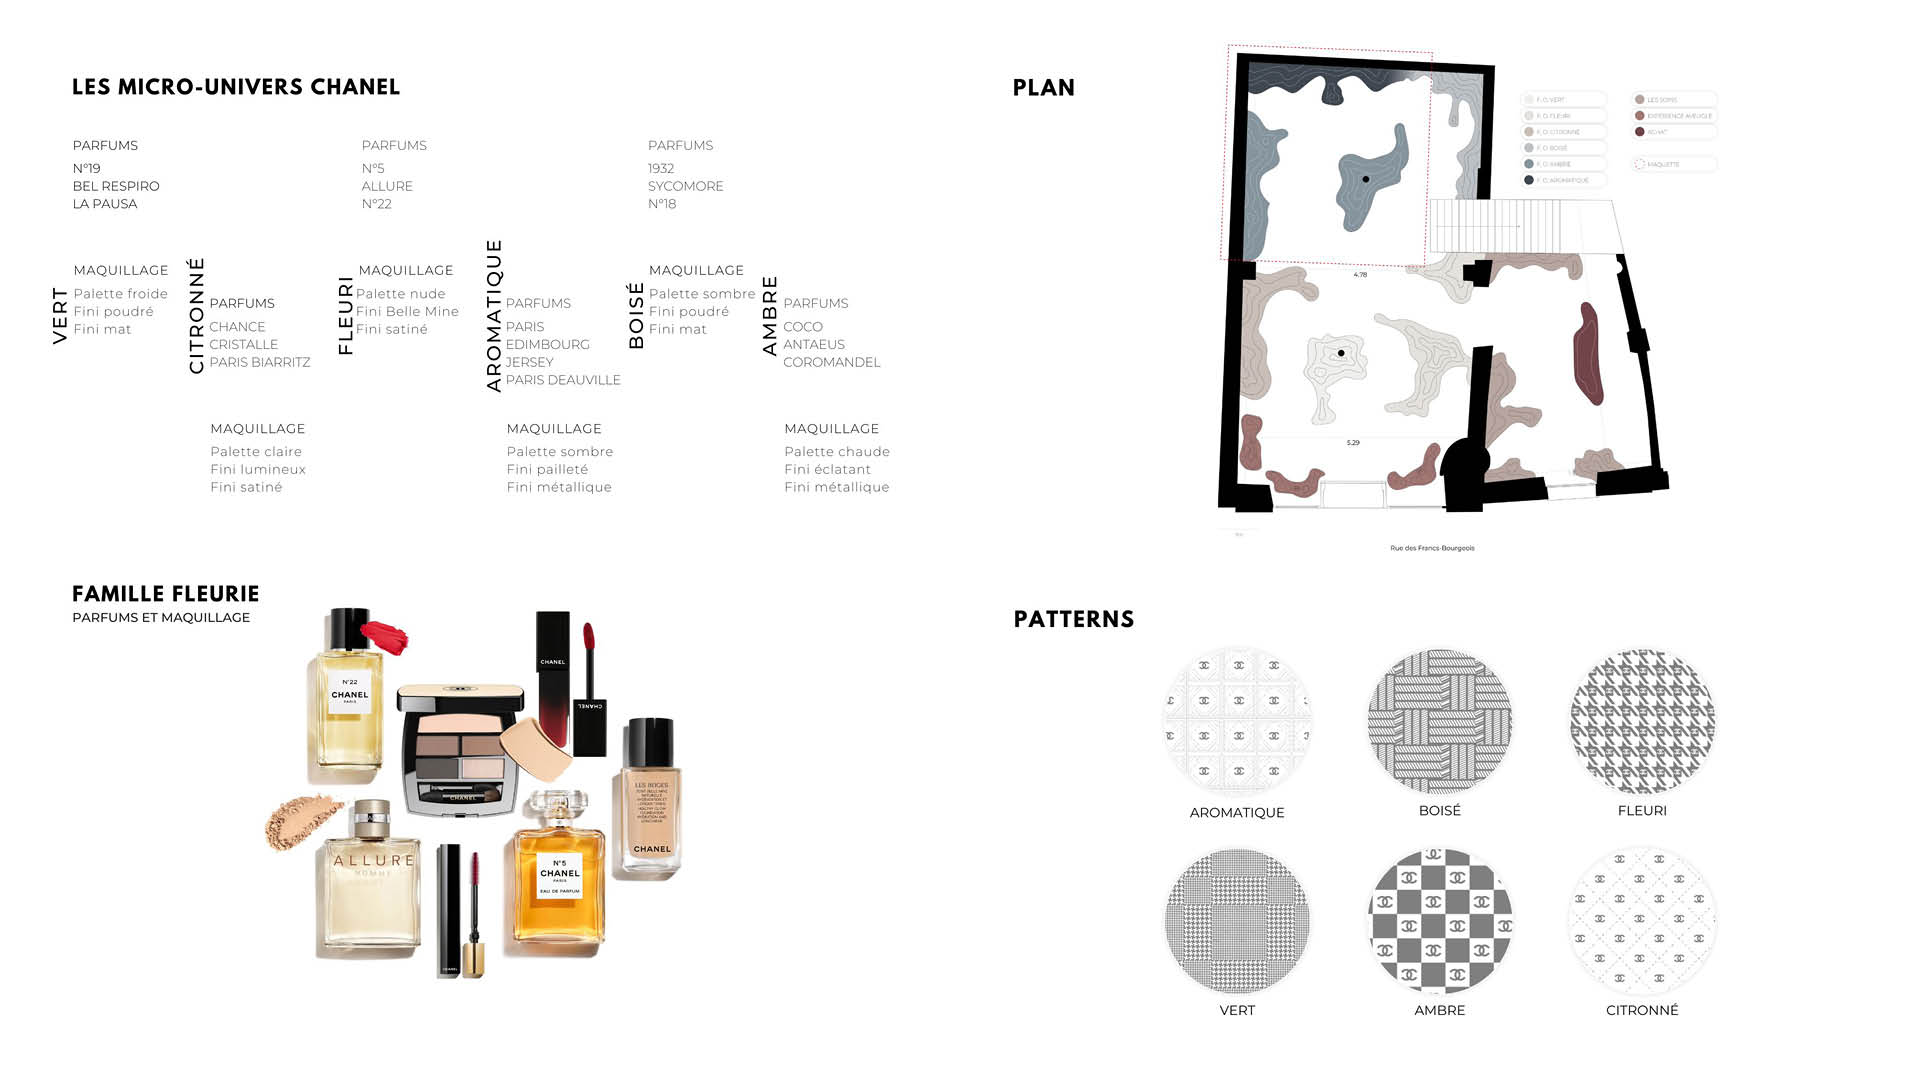 LES MICRO-UNIVERS CHANEL
VERT
PARFUMS
N°19
BEL RESPIRO
LA PAUSA
MAQUILLAGE
Palette froide
Fini poudré
Fini mat
CITRONNÉ
PARFUMS
CHANCE
CRISTALLE
PARIS BIARRITZ
MAQUILLAGE
Palette claire
Fini lumineux
Fini satiné
FLEURI
PARFUMS
N°5
ALLURE
N°22
MAQUILLAGE
Palette nude
Fini Belle Mine
Fini satiné
AROMATIQUE
PARFUMS
PARIS
EDIMBOURG
JERSEY
PARIS DEAUVILLE
MAQUILLAGE
Palette sombre
Fini pailleté
Fini métallique
BOISÉ
PARFUMS
1932
SYCOMORE
N°18
MAQUILLAGE
Palette sombre
Fini poudré
Fini mat
AMBRE
PARFUMS
COCO
ANTAEUS
COROMANDEL
MAQUILLAGE
Palette chaude
Fini éclatant
Fini métallique
PLAN
F. O. VERT
F. O. FLEURI
F. O. CITRONNÉ
F. O. BOISÉ
F. O. AMBRÉ
F. O. AROMATIQUE
LES SOINS
EXPÉRIENCE AVEUGLE
ACHAT
MAQUETTE
4.78
5.29
Rue des Francs-Bourgeois
FAMILLE FLEURIE
PARFUMS ET MAQUILLAGE
N°22
CHANEL
PARIS
CHANEL
CHANEL
CHANEL
LES BEIGES
CHANEL
ALLURE
HOMME
CHANEL
N°5
CHANEL
PARIS
EAU DE PARFUM
PATTERNS
AROMATIQUE
BOISÉ
FLEURI
VERT
AMBRE
CITRONNÉ